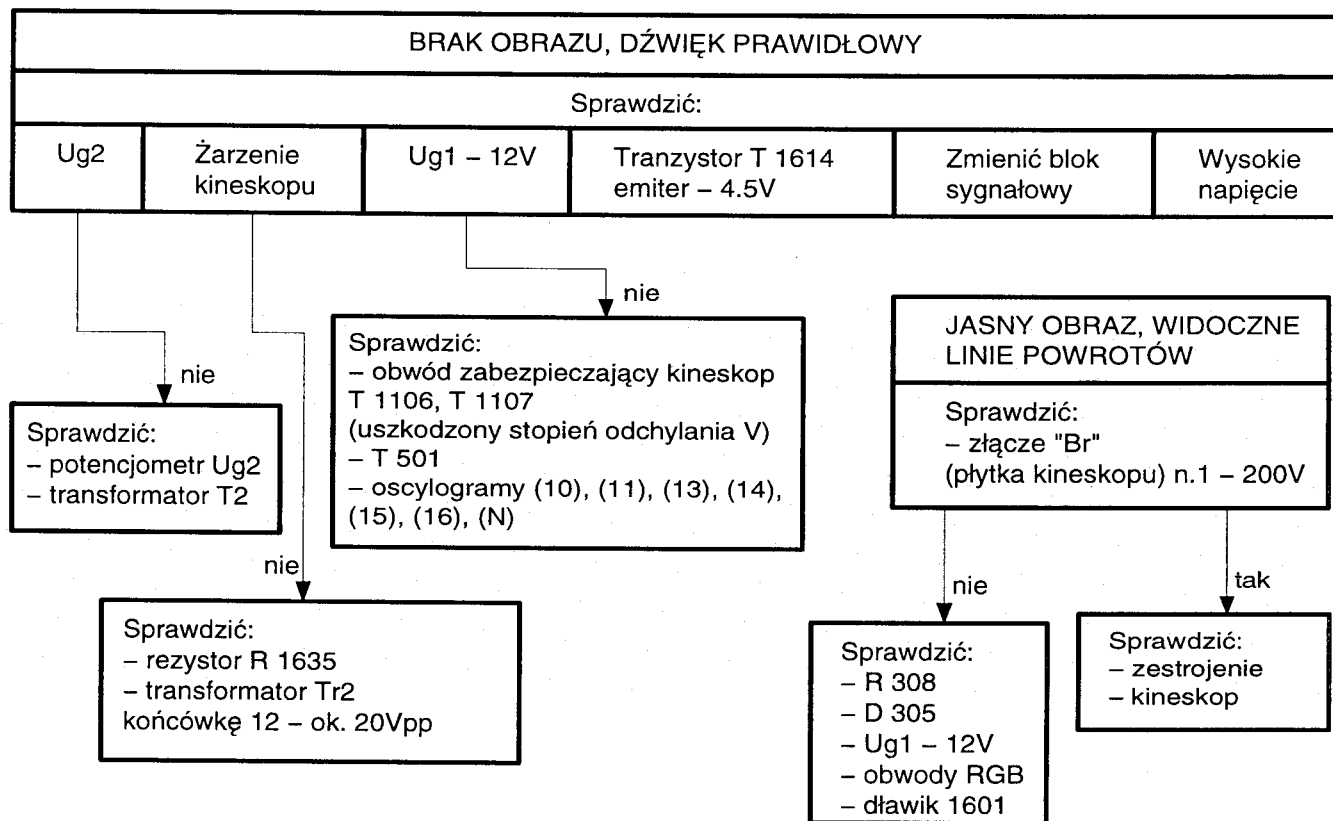 BRAK OBRAZU, DŹWIĘK PRAWIDŁOWY
Sprawdzić:
Ug2
Żarzenie
kineskopu
Ug1 – 12V
Tranzystor T 1614
emiter – 4.5V
Zmienić blok
sygnałowy
Wysokie
napięcie
nie
Sprawdzić:
– potencjometr Ug2
– transformator T2
nie
Sprawdzić:
– rezystor R 1635
– transformator Tr2
końcówkę 12 – ok. 20Vpp
nie
Sprawdzić:
– obwód zabezpieczający kineskop
T 1106, T 1107
(uszkodzony stopień odchylania V)
– T 501
– oscylogramy (10), (11), (13), (14),
(15), (16), (N)
JASNY OBRAZ, WIDOCZNE
LINIE POWROTÓW
Sprawdzić:
– złącze "Br"
(płytka kineskopu) n.1 – 200V
nie
Sprawdzić:
– R 308
– D 305
– Ug1 – 12V
– obwody RGB
– dławik 1601
tak
Sprawdzić:
– zestrojenie
– kineskop